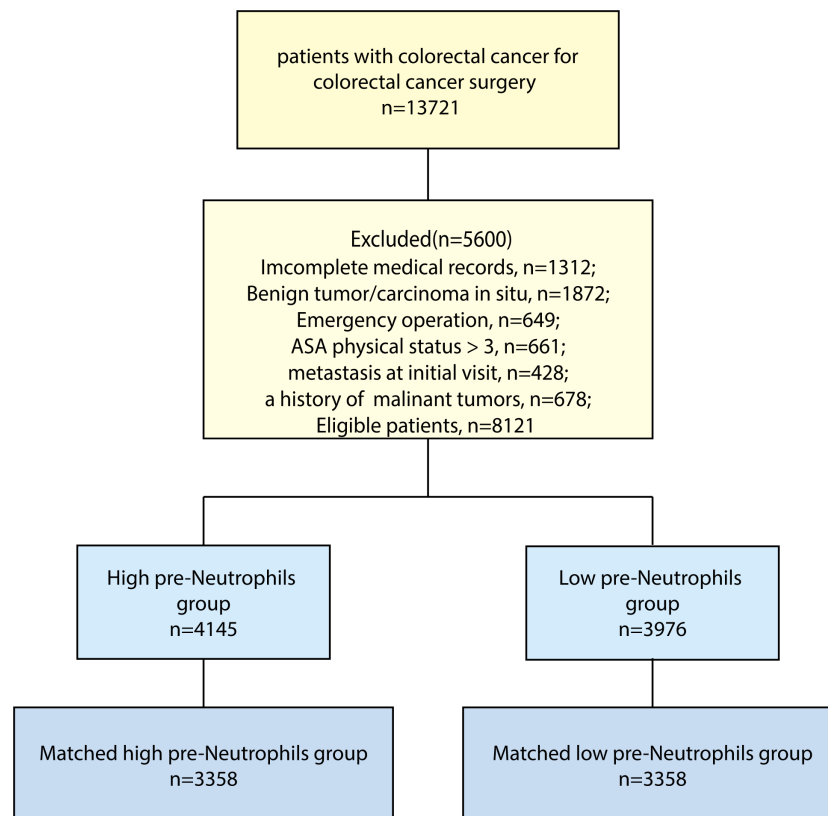 patients with colorectal cancer for
colorectal cancer surgery
n=13721
Excluded(n=5600)
Imcomplete medical records, n=1312;
Benign tumor/carcinoma in situ, n=1872;
Emergency operation, n=649;
ASA physical status > 3, n=661;
metastasis at initial visit, n=428;
a history of  malinant tumors, n=678;
Eligible patients, n=8121
High pre-Neutrophils
group
n=4145
Low pre-Neutrophils
group
n=3976
Matched high pre-Neutrophils group
n=3358
Matched low pre-Neutrophils group
n=3358